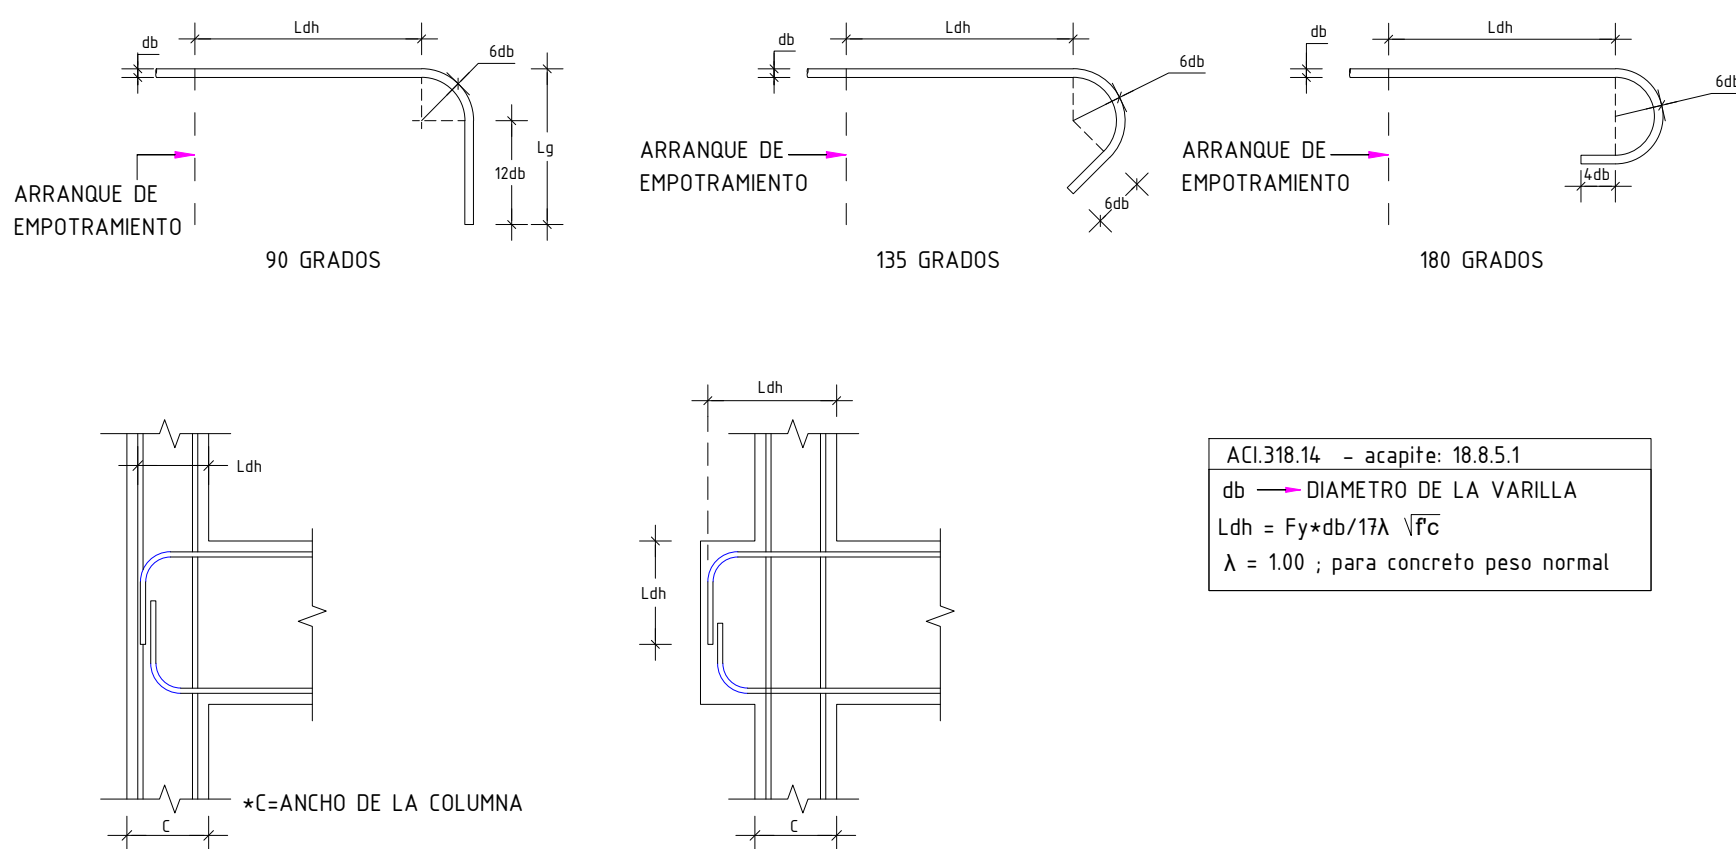 db
Ldh
6db
Lg
12db
ARRANQUE DE
EMPOTRAMIENTO
90 GRADOS
db
Ldh
6db
ARRANQUE DE
EMPOTRAMIENTO
6db
135 GRADOS
db
Ldh
6db
ARRANQUE DE
EMPOTRAMIENTO
4db
180 GRADOS
Ldh
*C=ANCHO DE LA COLUMNA
C
Ldh
Ldh
C
ACI.318.14 - acapite: 18.8.5.1
db → DIAMETRO DE LA VARILLA
Ldh = Fy*db/17λ √f'c
λ = 1.00 ; para concreto peso normal